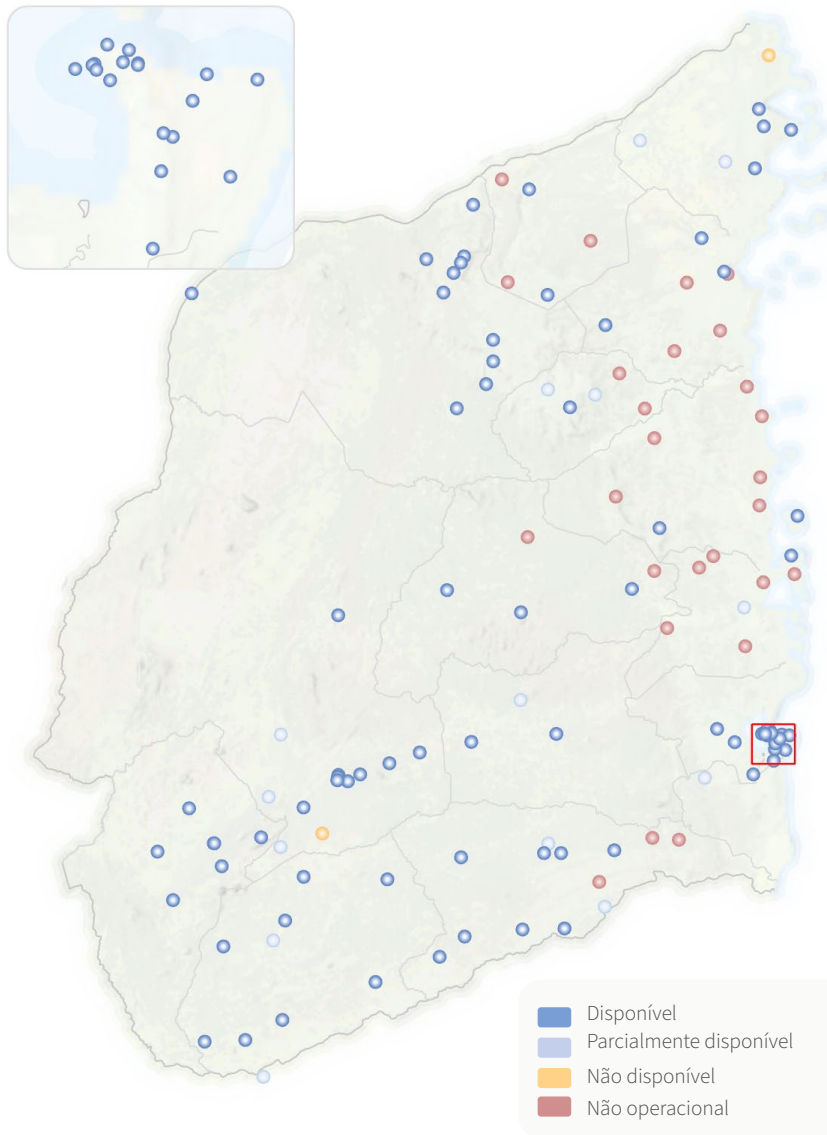 Disponível
Parcialmente disponível
Não disponível
Não operacional